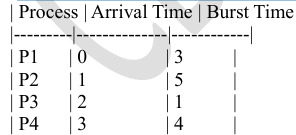 | Process | Arrival Time | Burst Time
|---------|--------------|------------|
| P1 | 0 | 3
| P2 | 1 | 5 |
| P3 | 2 | 1 |
| P4 | 3 | 4 |